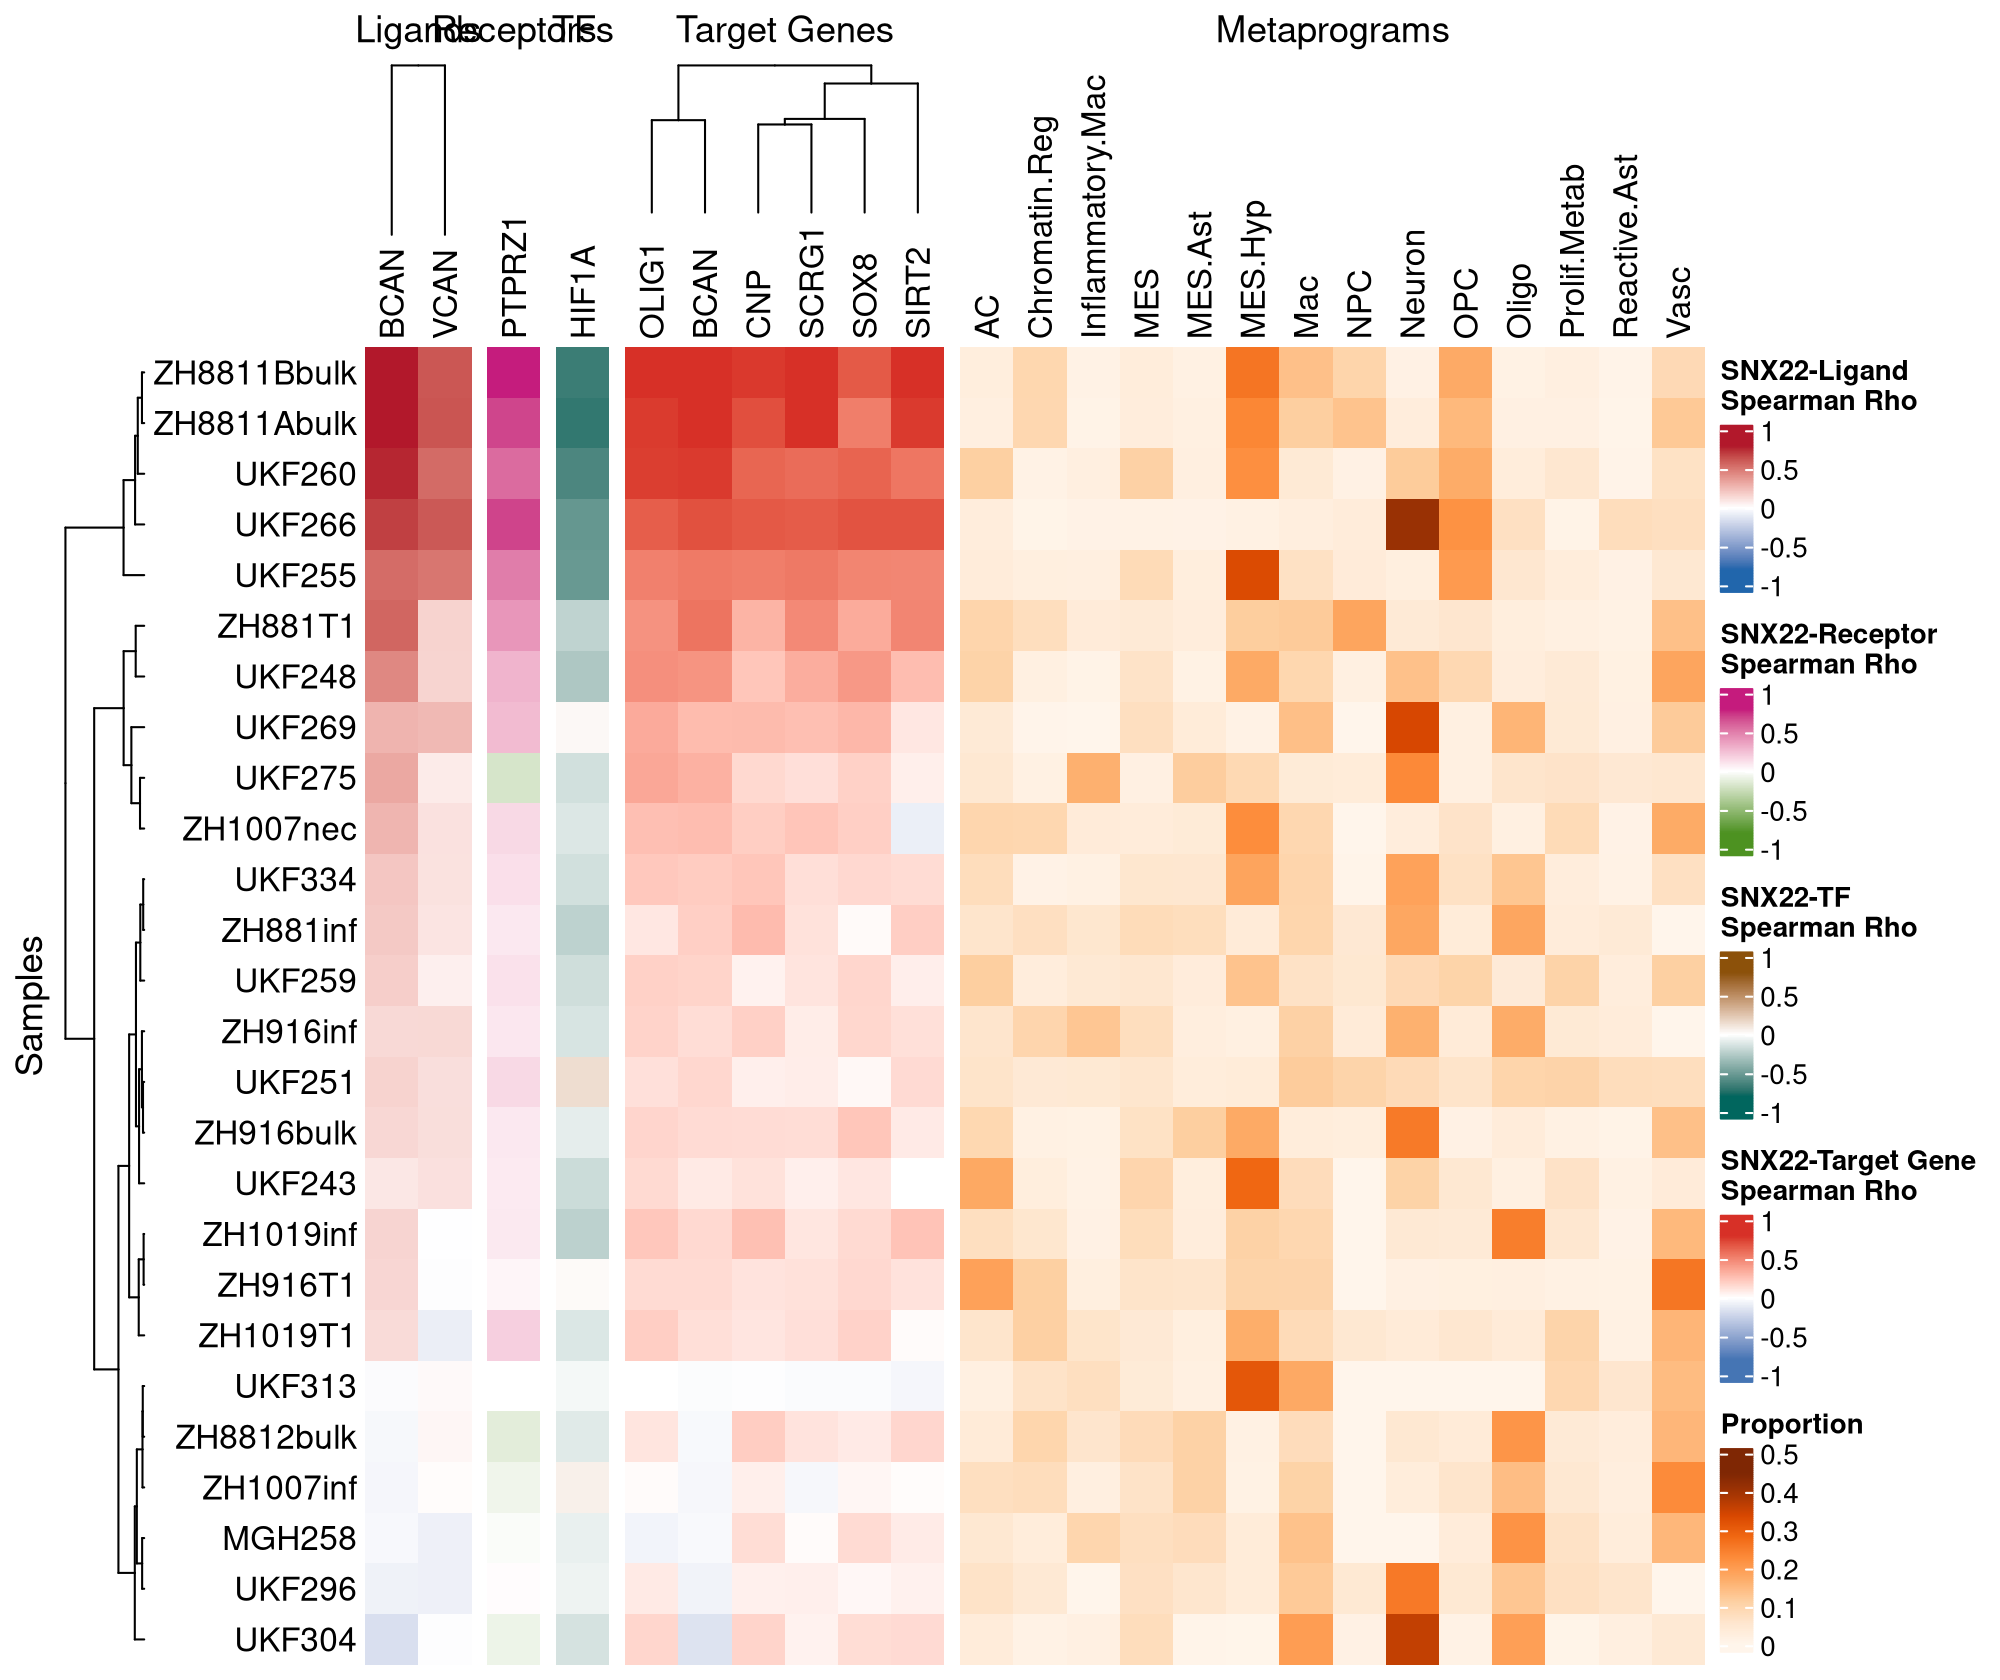 Ligands Receptors TFs Target Genes Metaprograms
BCAN VCAN PTPRZ1 HIF1A OLIG1 BCAN CNP SCRG1 SOX8 SIRT2 AC Chromatin.Reg Inflammatory.Mac MES MES.Ast MES.Hyp Mac NPC Neuron OPC Oligo Prolif.Metab Reactive.Ast Vasc
Samples
ZH8811Bbulk
ZH8811Abulk
UKF260
UKF266
UKF255
ZH881T1
UKF248
UKF269
UKF275
ZH1007nec
UKF334
ZH881inf
UKF259
ZH916inf
UKF251
ZH916bulk
UKF243
ZH1019inf
ZH916T1
ZH1019T1
UKF313
ZH8812bulk
ZH1007inf
MGH258
UKF296
UKF304
SNX22-Ligand
Spearman Rho
1
0.5
0
-0.5
-1
SNX22-Receptor
Spearman Rho
1
0.5
0
-0.5
-1
SNX22-TF
Spearman Rho
1
0.5
0
-0.5
-1
SNX22-Target Gene
Spearman Rho
1
0.5
0
-0.5
-1
Proportion
0.5
0.4
0.3
0.2
0.1
0